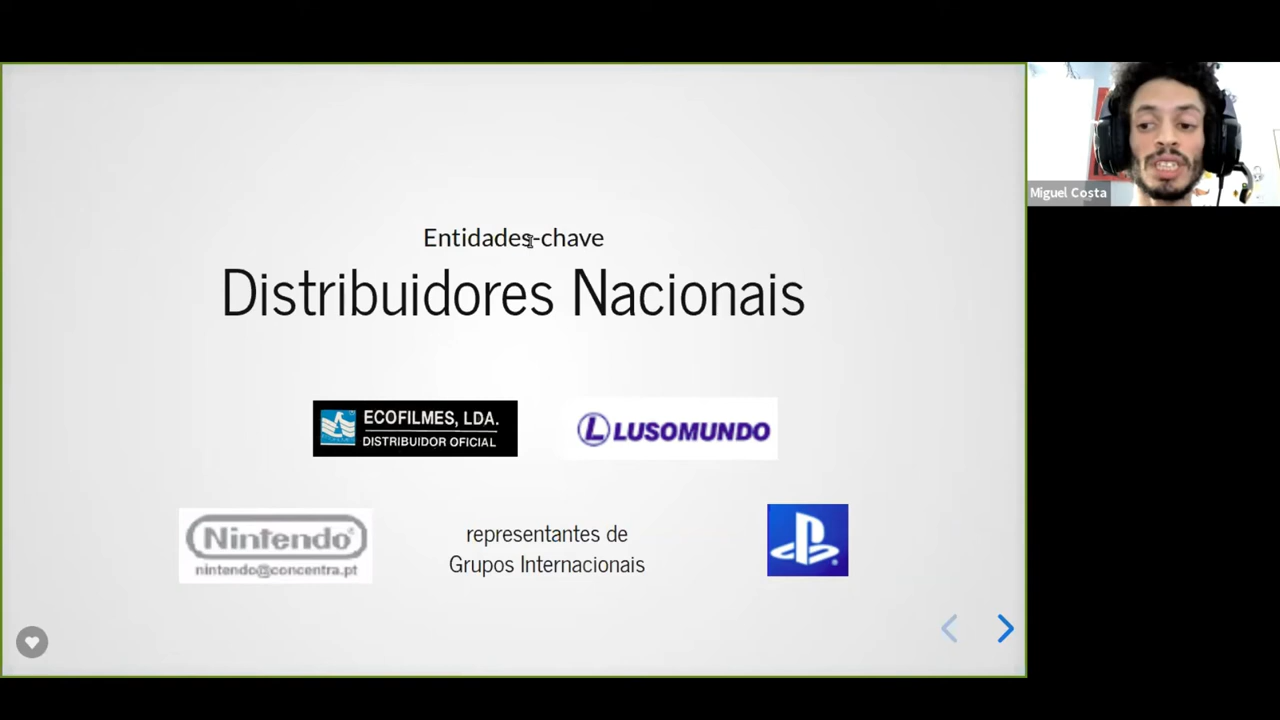 Entidades-chave
Distribuidores Nacionais
ECOFILMES, LDA.
DISTRIBUIDOR OFICIAL
LUSOMUNDO
Nintendo
nintendo@concentra.pt
representantes de
Grupos Internacionais
Miguel Costa